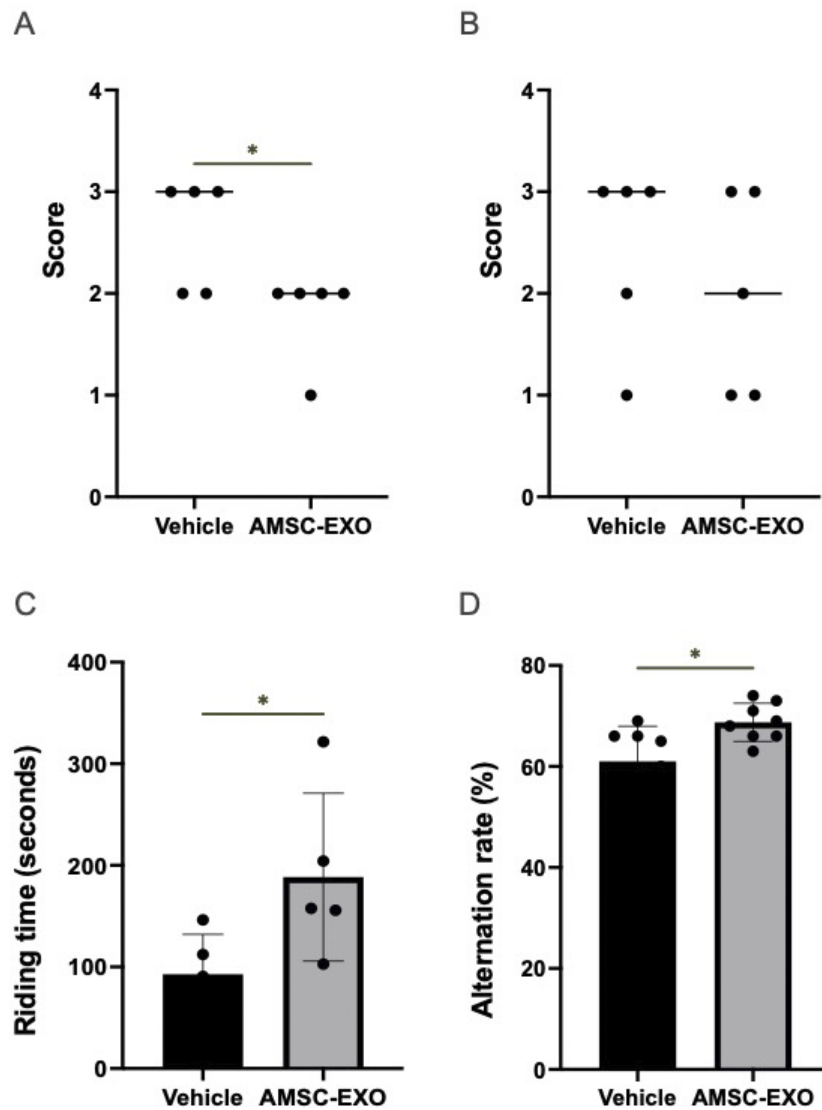 A
B
4
3
2
1
0
Score
*
Vehicle AMSC-EXO
4
3
2
1
0
Score
Vehicle AMSC-EXO
C
D
400
300
200
100
0
Riding time (seconds)
*
Vehicle AMSC-EXO
80
60
40
20
0
Alternation rate (%)
*
Vehicle AMSC-EXO